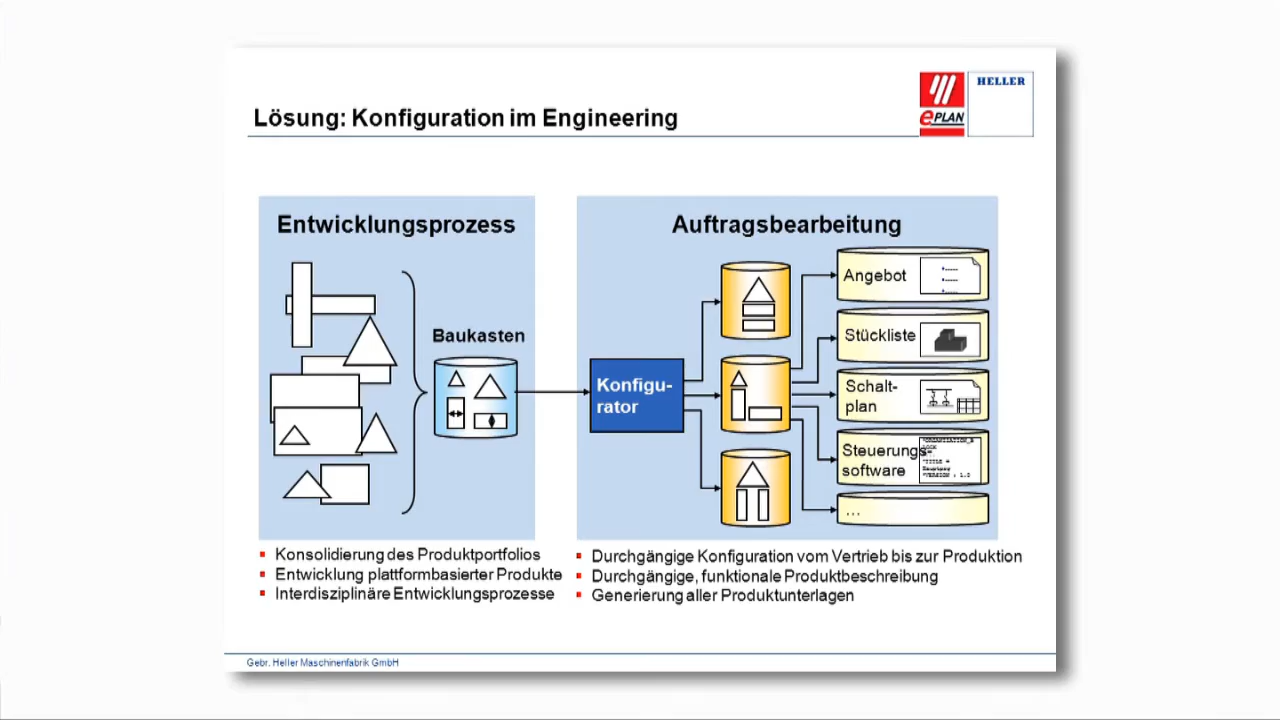 Lösung: Konfiguration im Engineering
ePLAN
HELLER
Entwicklungsprozess
Baukasten
Auftragsbearbeitung
Konfigu-
rator
Angebot
Stückliste
Schalt-
plan
Steuerungs
software
...
Konsolidierung des Produktportfolios
Entwicklung plattformbasierter Produkte
Interdisziplinäre Entwicklungsprozesse
Durchgängige Konfiguration vom Vertrieb bis zur Produktion
Durchgängige, funktionale Produktbeschreibung
Generierung aller Produktunterlagen
Gebr. Heller Maschinenfabrik GmbH